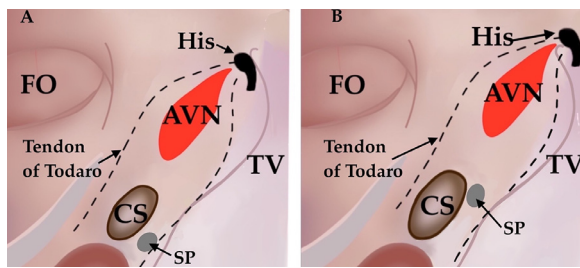 A
His
FO
AVN
Tendon
of Todaro
TV
CS
SP
B
His
FO
AVN
Tendon
of Todaro
TV
CS
SP